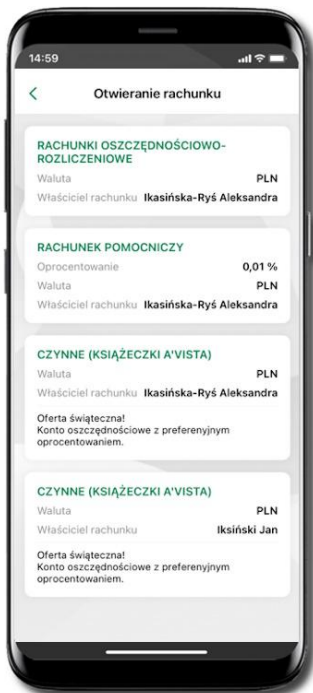 14:59
Otwieranie rachunku
RACHUNKI OSZCZĘDNOŚCIOWO-
ROZLICZENIOWE
Waluta PLN
Właściciel rachunku Ikasińska-Ryś Aleksandra
RACHUNEK POMOCNICZY
Oprocentowanie 0,01 %
Waluta PLN
Właściciel rachunku Ikasińska-Ryś Aleksandra
CZYNNE (KSIĄŻECZKI A'VISTA)
Waluta PLN
Właściciel rachunku Ikasińska-Ryś Aleksandra
Oferta świąteczna!
Konto oszczędnościowe z preferenyjnym
oprocentowaniem.
CZYNNE (KSIĄŻECZKI A'VISTA)
Waluta PLN
Właściciel rachunku Iksiński Jan
Oferta świąteczna!
Konto oszczędnościowe z preferenyjnym
oprocentowaniem.